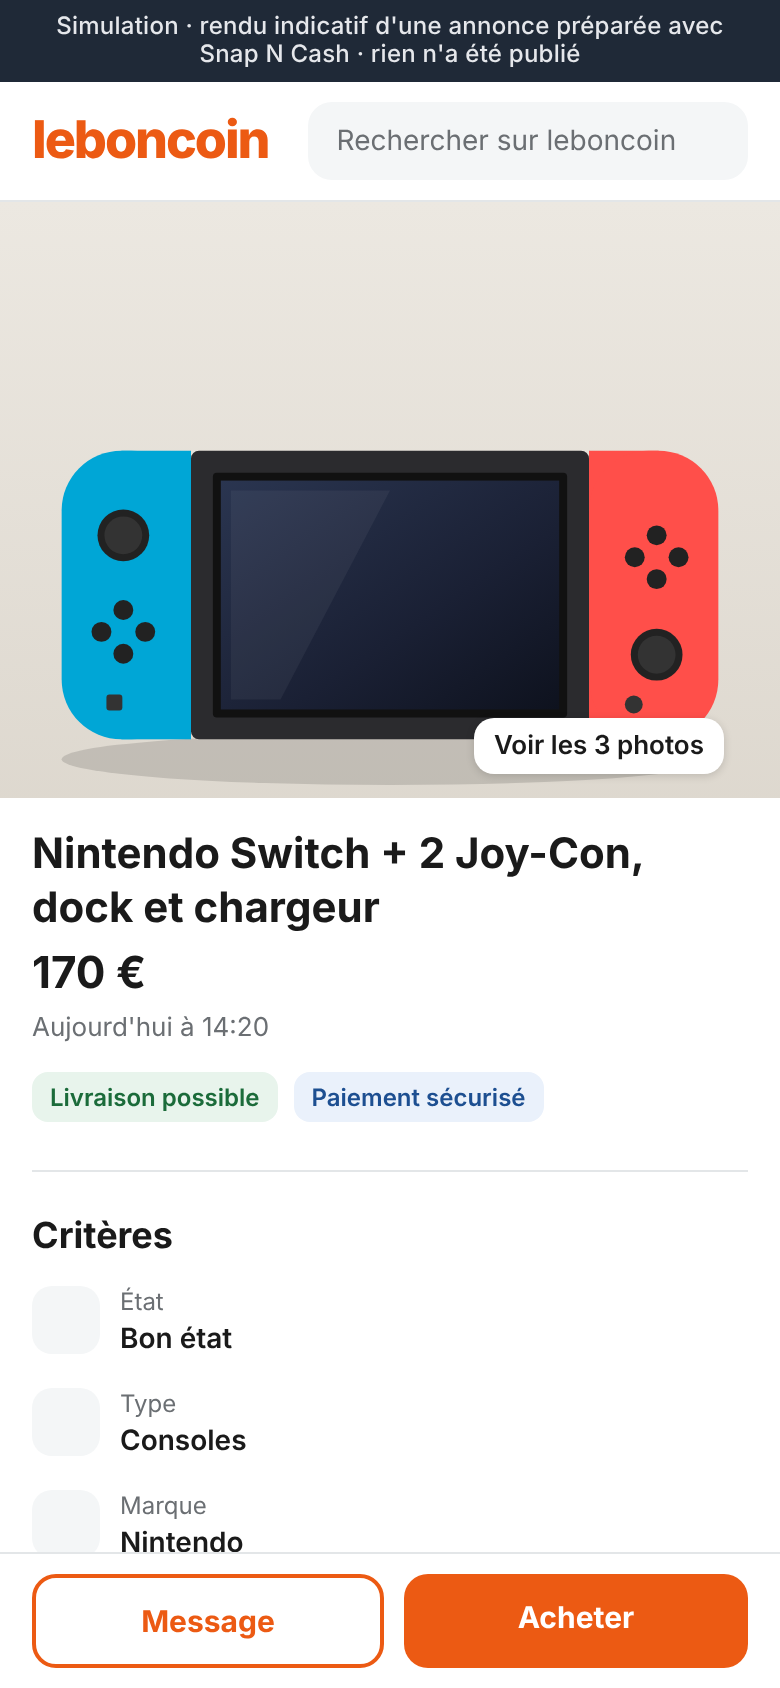 Simulation · rendu indicatif d'une annonce préparée avec
Snap N Cash · rien n'a été publié
leboncoin
Rechercher sur leboncoin
Voir les 3 photos
Nintendo Switch + 2 Joy-Con,
dock et chargeur
170 €
Aujourd'hui à 14:20
Livraison possible
Paiement sécurisé
Critères
État
Bon état
Type
Consoles
Marque
Nintendo
Message
Acheter